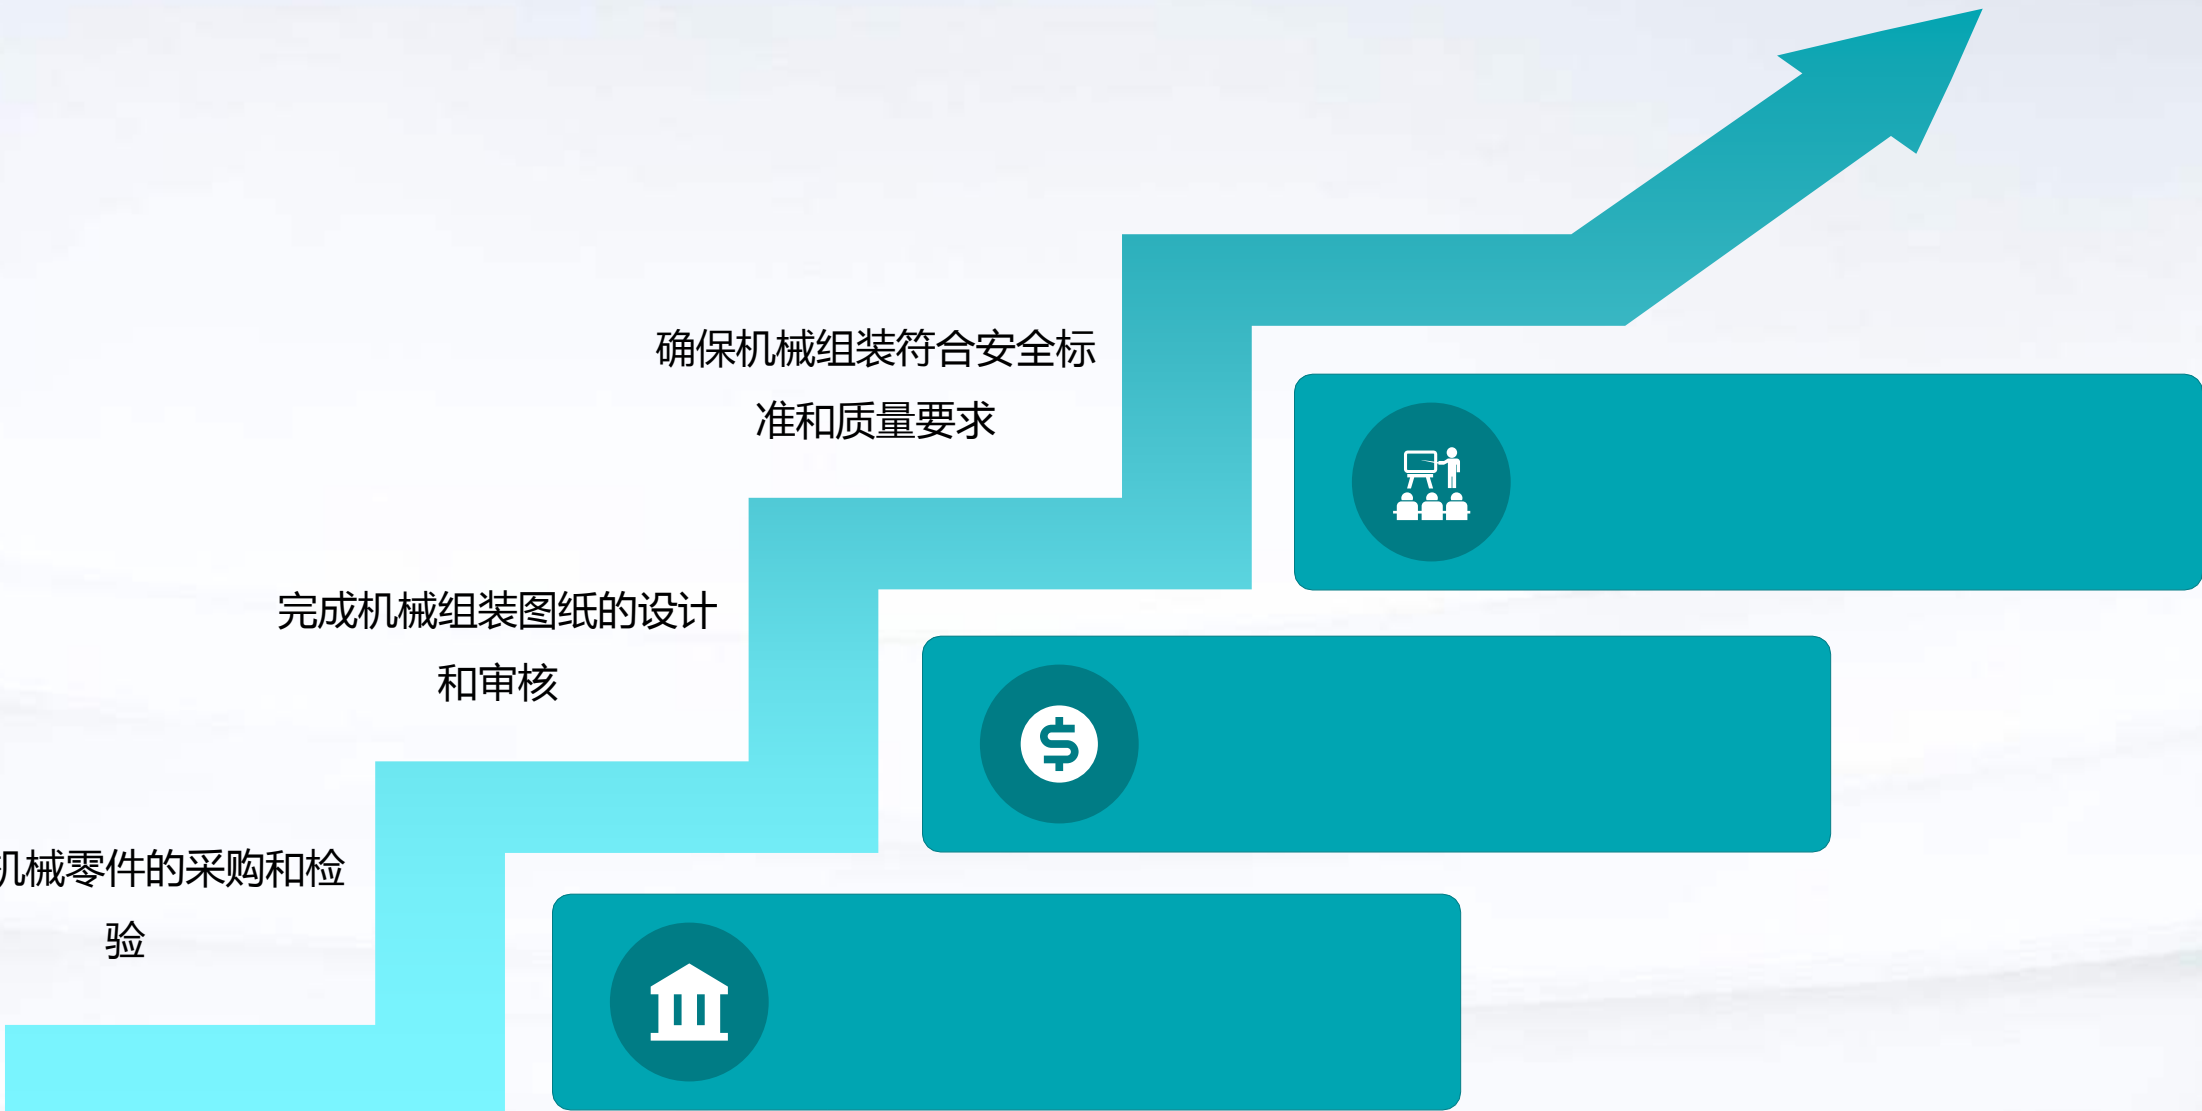 确保机械组装符合安全标
准和质量要求
完成机械组装图纸的设计
和审核
机械零件的采购和检
验